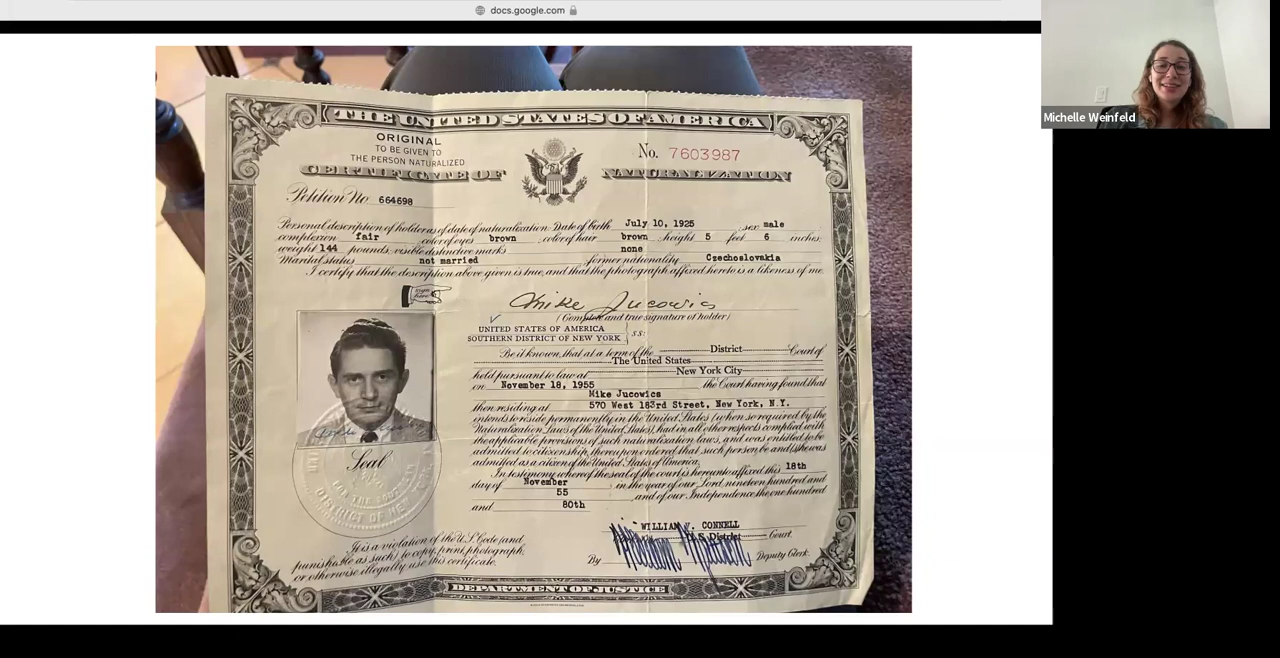 docs.google.com
Michelle Weinfeld
THE UNITED STATES OF AMERICA
ORIGINAL
TO BE GIVEN TO
THE PERSON NATURALIZED
No. 7603987
CERTIFICATE OF NATURALIZATION
Petition No 664698
Personal description of holder as of date of naturalization: Date of birth July 10, 1925 sex male
complexion fair color of eyes brown color of hair brown height 5 feet 6 inches;
weight 144 pounds; visible distinctive marks none
Marital status not married former nationality Czechoslovakia
I certify that the description above given is true, and that the photograph affixed hereto is a likeness of me.
sign here
Mike Jucowics
(Complete and true signature of holder)
UNITED STATES OF AMERICA
SOUTHERN DISTRICT OF NEW YORK } ss:
Be it known, that at a term of the District Court of
The United States
held pursuant to law at New York City
on November 18, 1955 the Court having found that
Mike Jucowics
then residing at 570 West 183rd Street, New York, N.Y.
intends to reside permanently in the United States (when so required by the
Naturalization Laws of the United States), had in all other respects complied with
the applicable provisions of such naturalization laws, and was entitled to be
admitted to citizenship, thereupon ordered that such person be and (s)he was
admitted as a citizen of the United States of America.
In testimony whereof the seal of the court is hereunto affixed this 18th
day of November in the year of our Lord nineteen hundred and
55 and of our Independence the one hundred
and 80th
Seal
DISTRICT OF NEW
It is a violation of the U.S. Code (and
punishable as such) to copy, print, photograph,
or otherwise illegally use this certificate.
WILLIAM V. CONNELL
U.S. District Court.
By Deputy Clerk.
DEPARTMENT OF JUSTICE